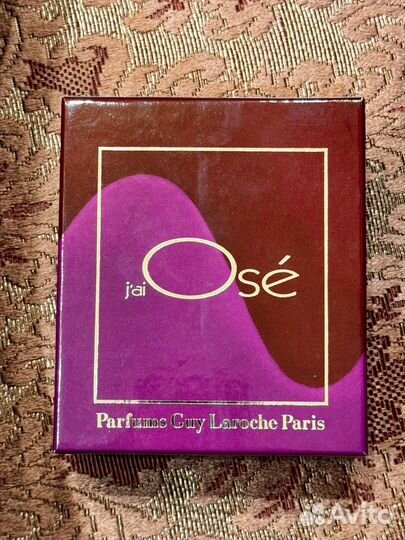 j'ai Osé
Parfums Guy Laroche Paris
Avito